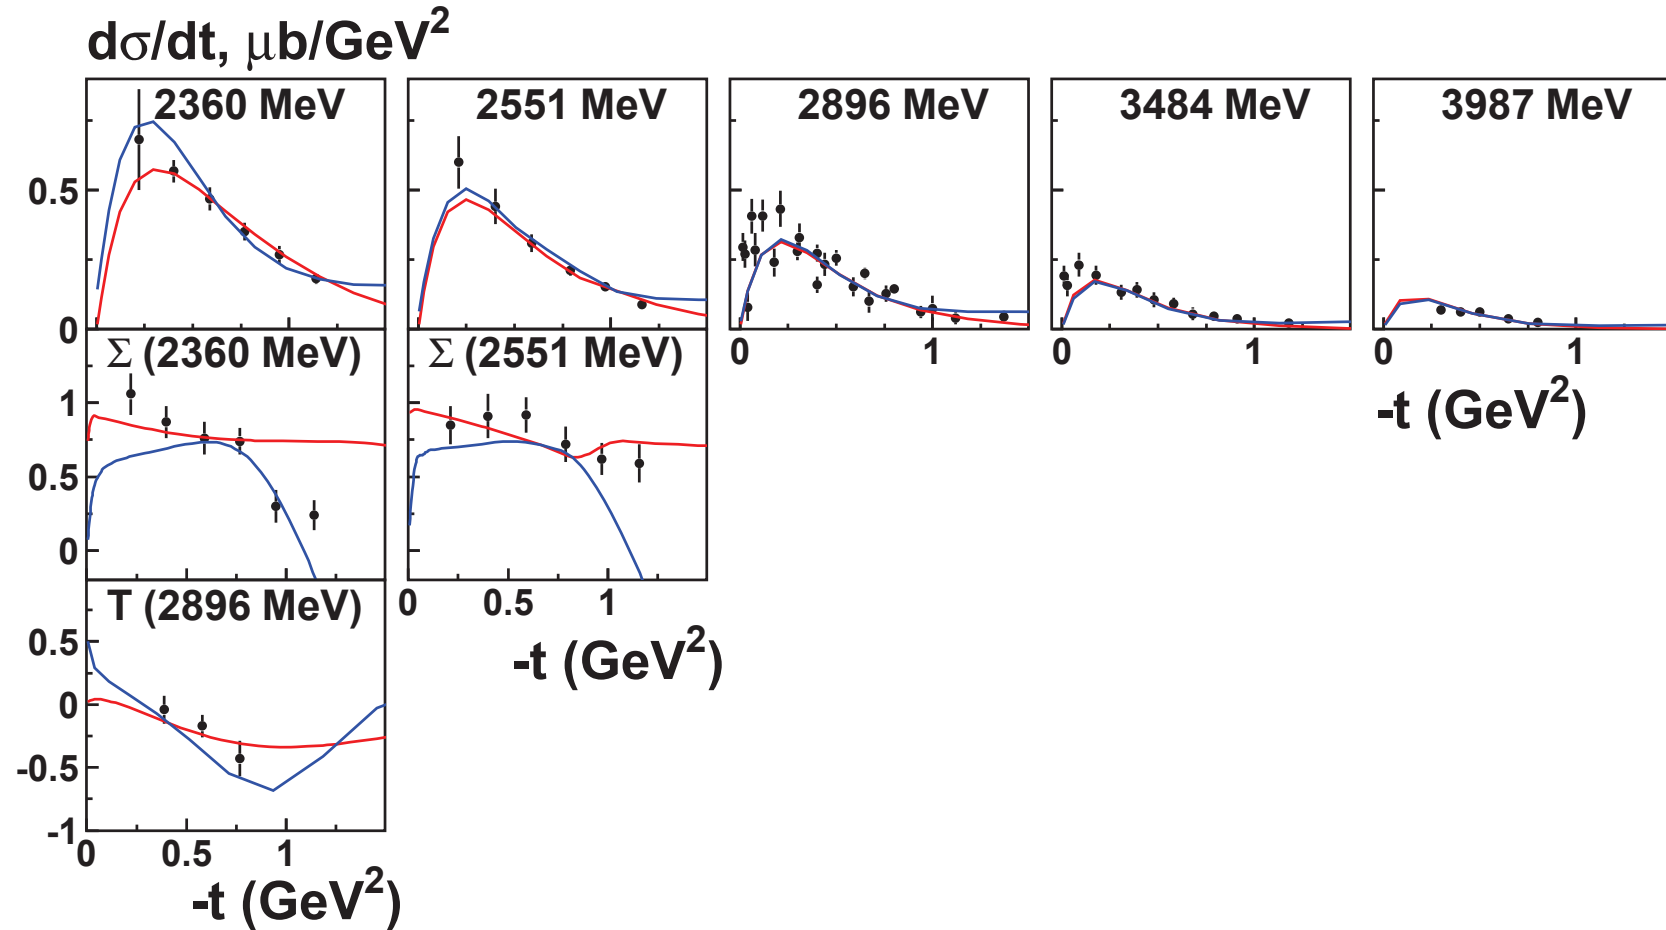 dσ/dt, μb/GeV²
2360 MeV 2551 MeV 2896 MeV 3484 MeV 3987 MeV
0.5
0
0 1 0 1 0 1
-t (GeV²)
Σ (2360 MeV) Σ (2551 MeV)
1
0.5
0
0 0.5 1
-t (GeV²)
T (2896 MeV)
0.5
0
-0.5
-1
0 0.5 1
-t (GeV²)